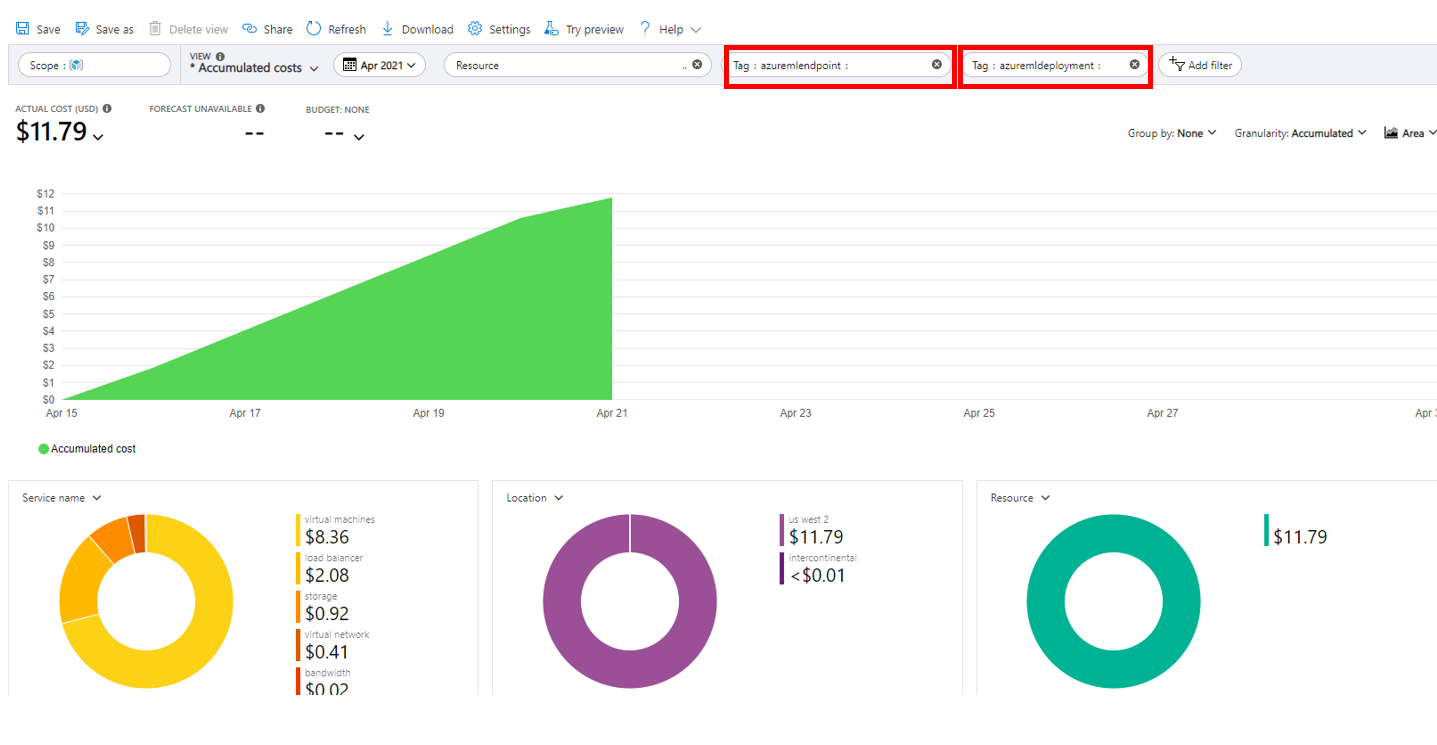 Save Save as Delete view Share Refresh Download Settings Try preview ? Help
Scope : VIEW * Accumulated costs Apr 2021 Resource .. Tag : azuremlendpoint : Tag : azuremldeployment : Add filter
ACTUAL COST (USD) FORECAST UNAVAILABLE BUDGET: NONE
$11.79 -- --
Group by: None Granularity: Accumulated Area
$12
$11
$10
$9
$8
$7
$6
$5
$4
$3
$2
$1
$0
Apr 15 Apr 17 Apr 19 Apr 21 Apr 23 Apr 25 Apr 27 Apr
Accumulated cost
Service name
virtual machines
$8.36
load balancer
$2.08
storage
$0.92
virtual network
$0.41
bandwidth
$0.02
Location
us west 2
$11.79
intercontinental
<$0.01
Resource
$11.79